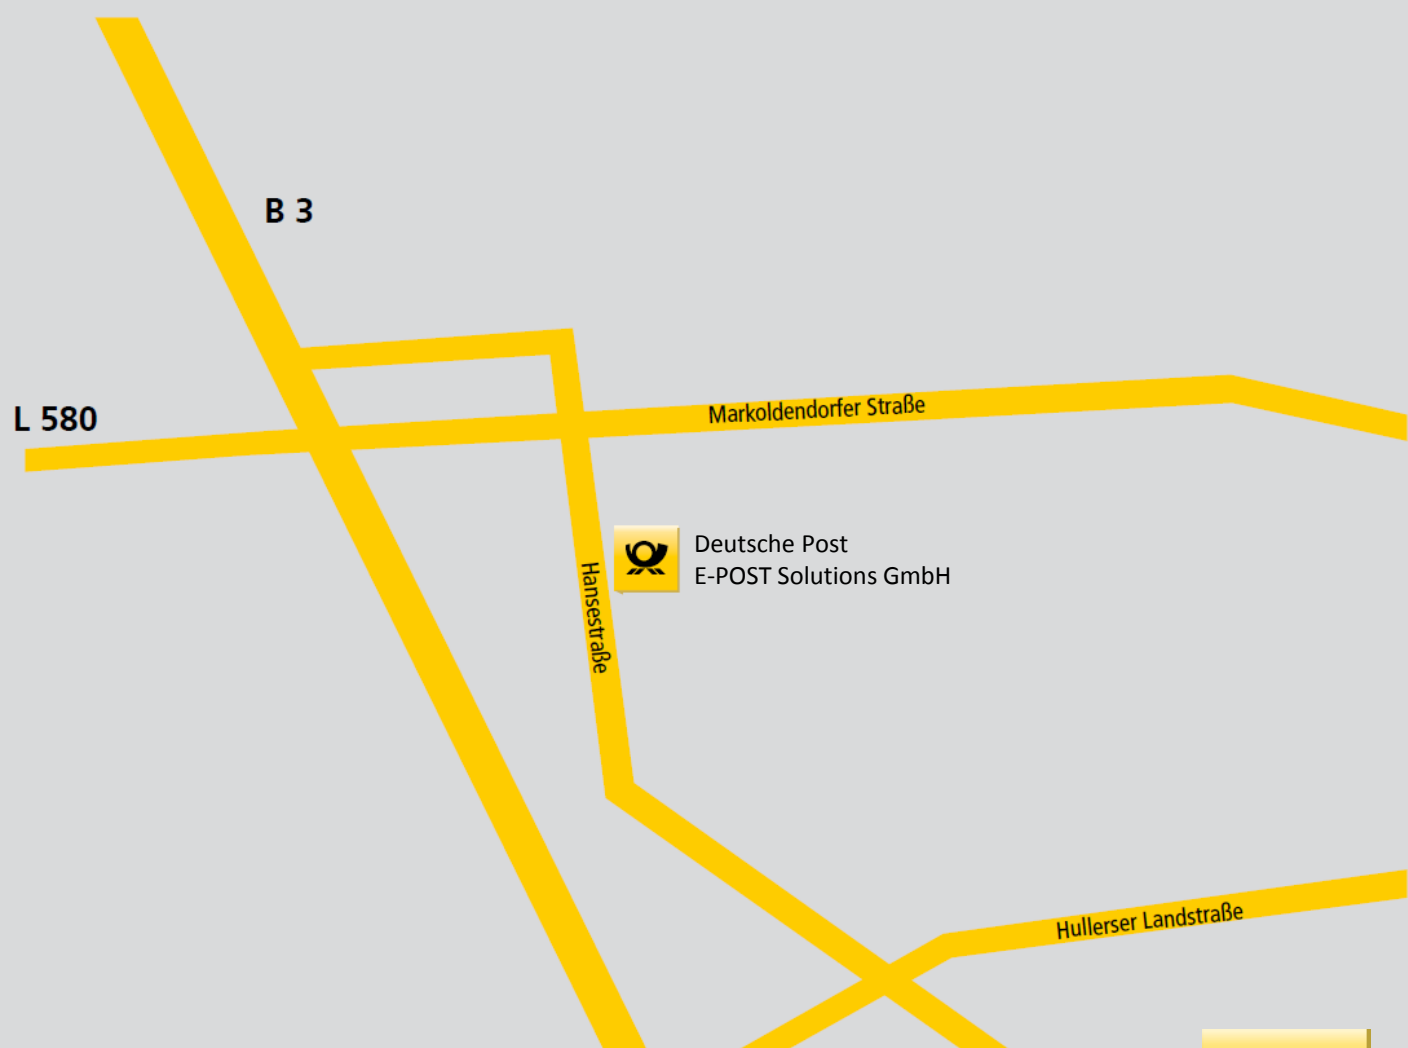 B 3
L 580
Markoldendorfer Straße
Deutsche Post
E-POST Solutions GmbH
Hansestraße
Hullerser Landstraße